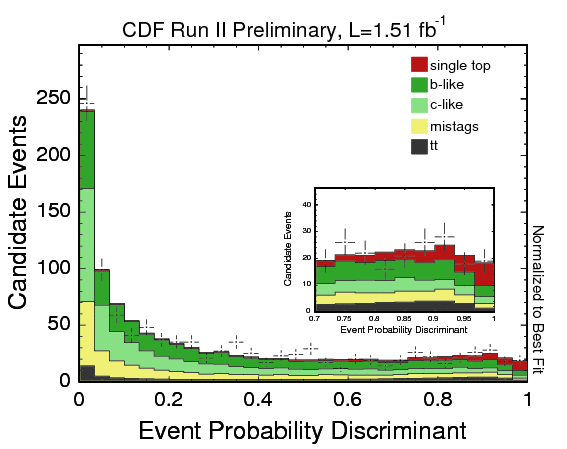 CDF Run II Preliminary, L=1.51 fb⁻¹
single top
b-like
c-like
mistags
tt
Candidate Events
250
200
150
100
50
0
0
0.2
0.4
0.6
0.8
1
Event Probability Discriminant
Normalized to Best Fit
Candidate Events
40
30
20
10
0
0.7
0.75
0.8
0.85
0.9
0.95
1
Event Probability Discriminant